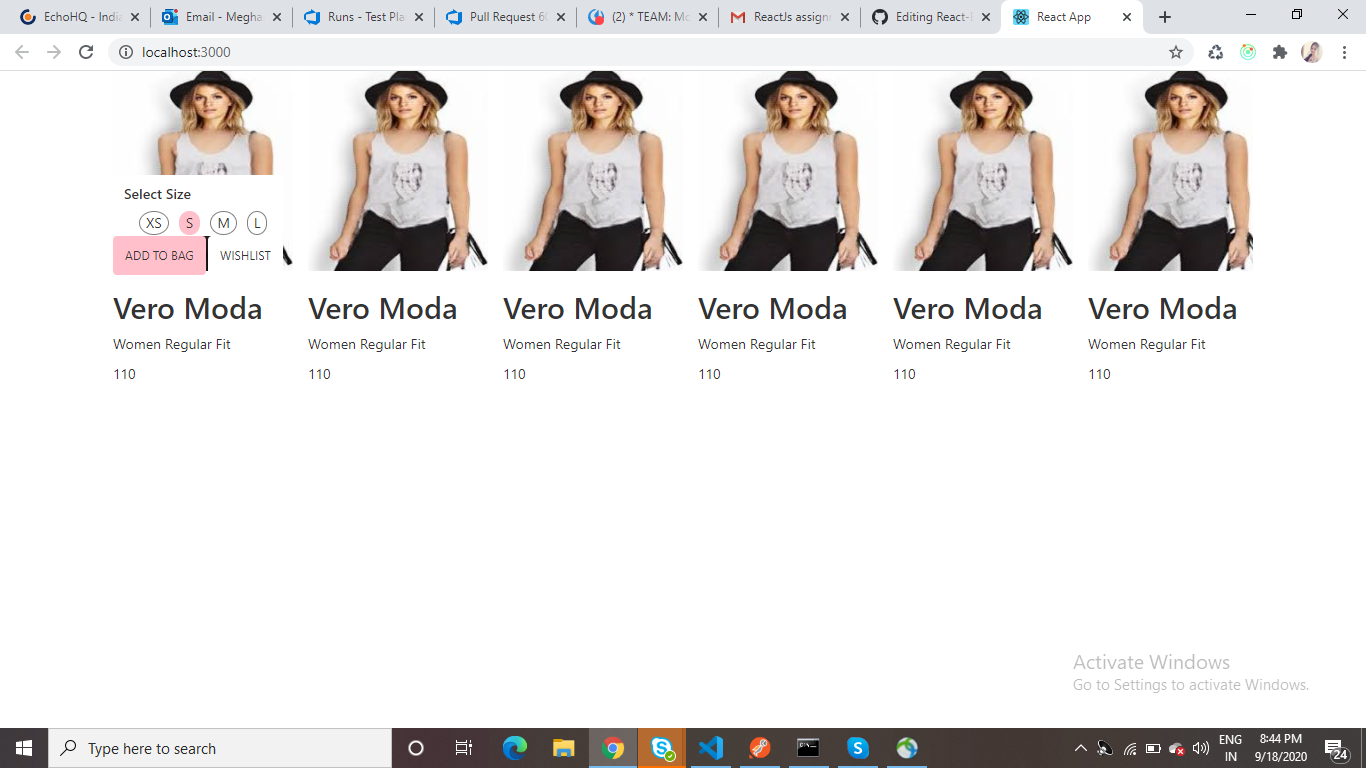 EchoHQ - India
Email - Megha
Runs - Test Pla
Pull Request 6
(2) * TEAM: Mo
ReactJs assign
Editing React-
React App
localhost:3000
Select Size
XS S M L
ADD TO BAG WISHLIST
Vero Moda Vero Moda Vero Moda Vero Moda Vero Moda Vero Moda
Women Regular Fit Women Regular Fit Women Regular Fit Women Regular Fit Women Regular Fit Women Regular Fit
110 110 110 110 110 110
Activate Windows
Go to Settings to activate Windows.
Type here to search
ENG
IN
8:44 PM
9/18/2020
24